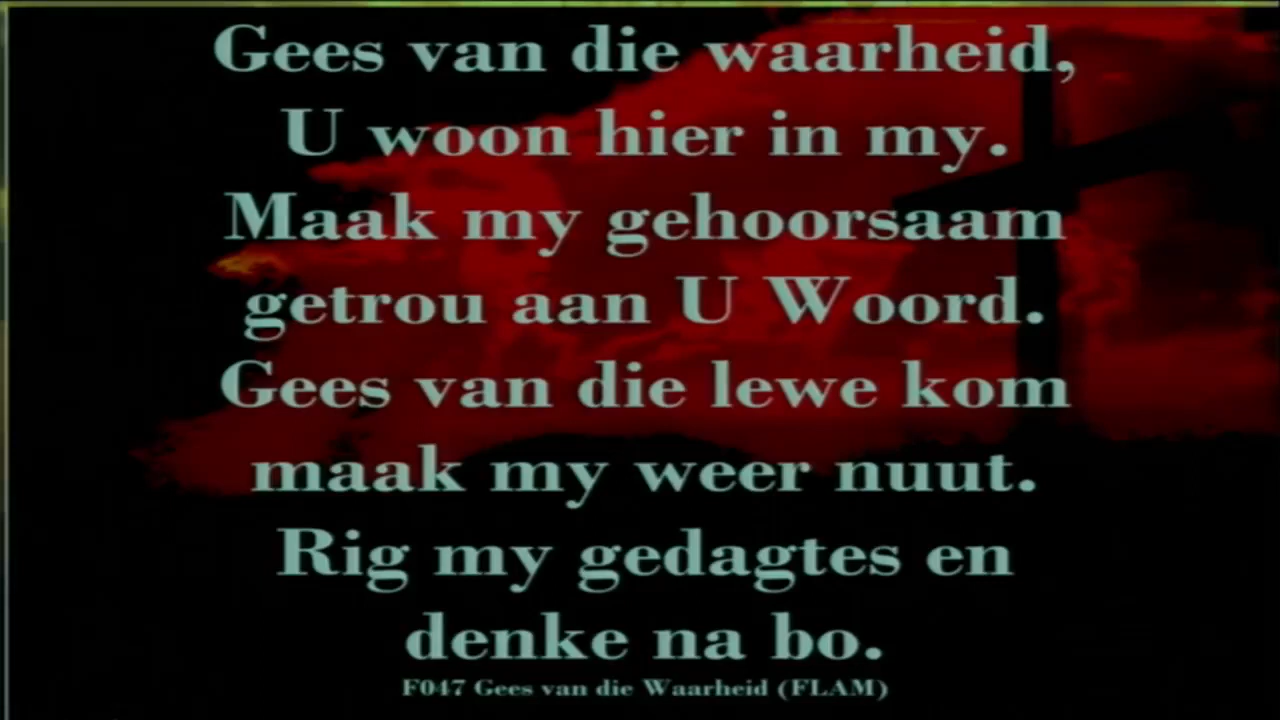 Gees van die waarheid,
U woon hier in my.
Maak my gehoorsaam
getrou aan U Woord.
Gees van die lewe kom
maak my weer nuut.
Rig my gedagtes en
denke na bo.
F047 Gees van die Waarheid (FLAM)